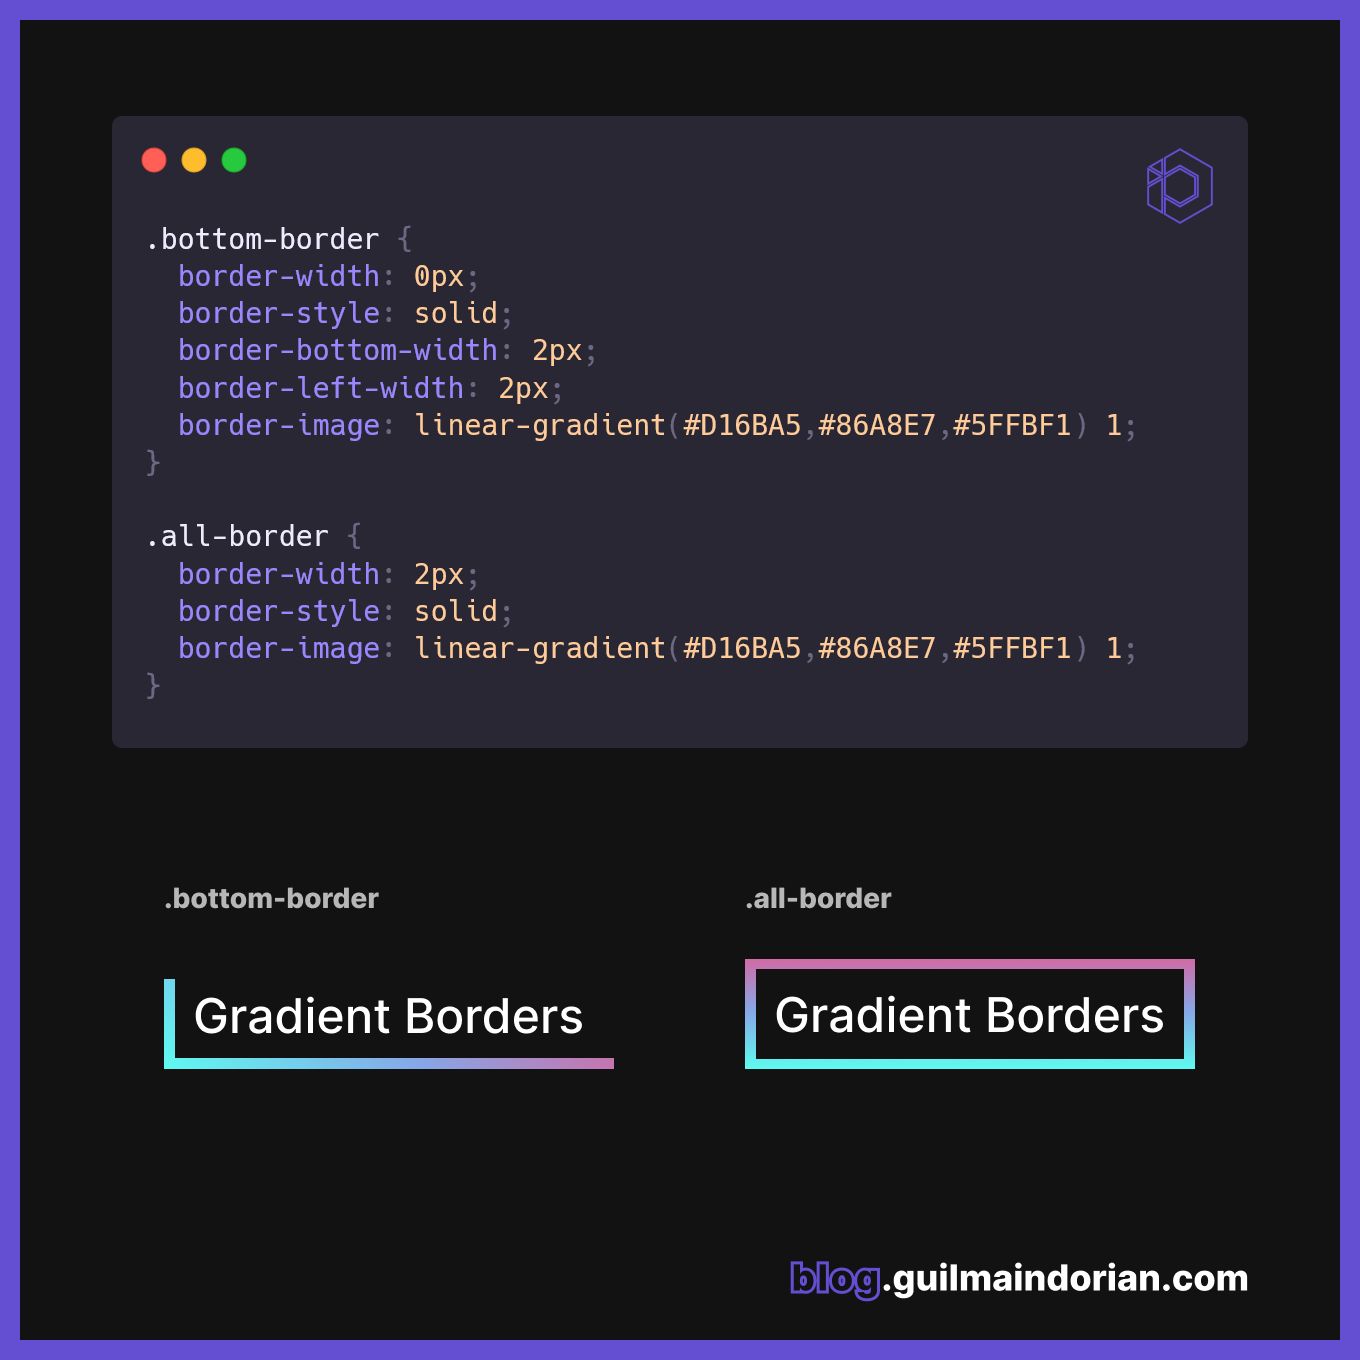 .bottom-border {
  border-width: 0px;
  border-style: solid;
  border-bottom-width: 2px;
  border-left-width: 2px;
  border-image: linear-gradient(#D16BA5,#86A8E7,#5FFBF1) 1;
}
.all-border {
  border-width: 2px;
  border-style: solid;
  border-image: linear-gradient(#D16BA5,#86A8E7,#5FFBF1) 1;
}
.bottom-border
.all-border
Gradient Borders
Gradient Borders
blog.guilmaindorian.com